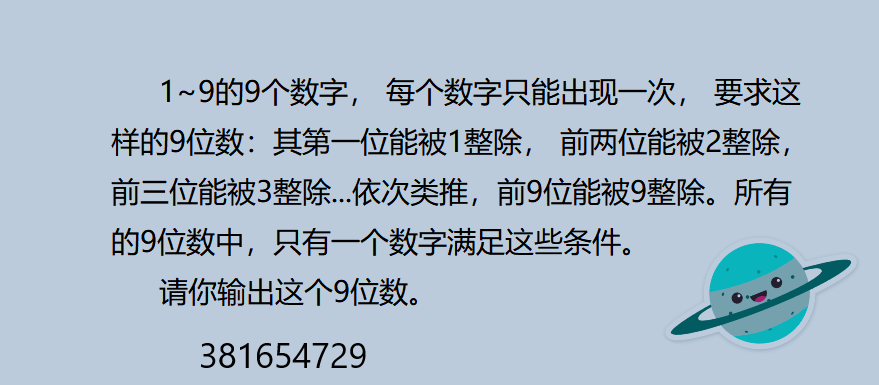 1~9的9个数字， 每个数字只能出现一次， 要求这
样的9位数：其第一位能被1整除， 前两位能被2整除，
前三位能被3整除...依次类推，前9位能被9整除。所有
的9位数中，只有一个数字满足这些条件。
请你输出这个9位数。
381654729